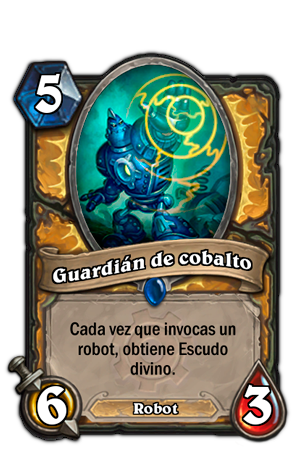 5
Guardián de cobalto
Cada vez que invocas un
robot, obtiene Escudo
divino.
6
Robot
3